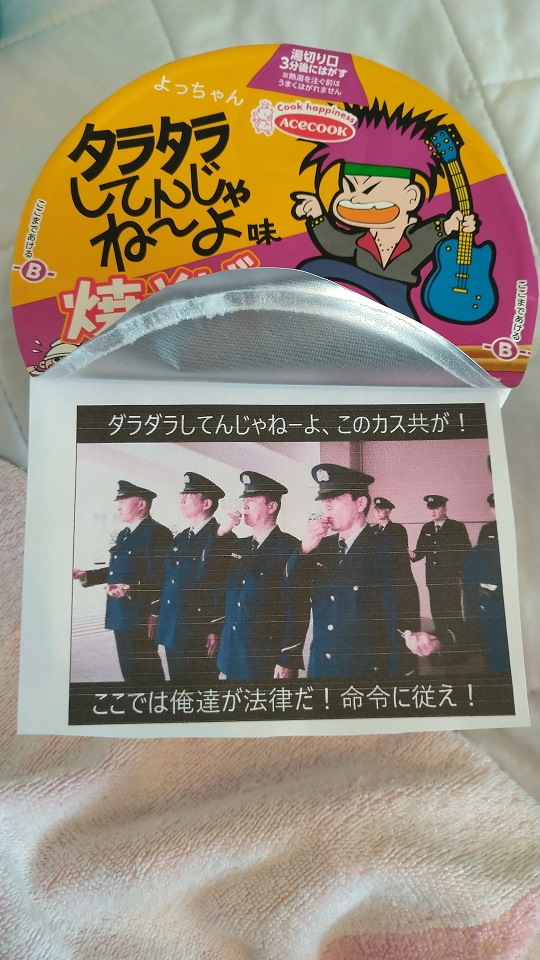 湯切り口
3分後にはがす
※熱湯を注ぐ前は
うまくはがれません
よっちゃん
Cook happiness
ACECOOK
タラタラ
してんじゃ
ね〜よ味
ここまであける
B
焼そば
ここまであける
B
ダラダラしてんじゃねーよ、このカス共が！
ここでは俺達が法律だ！命令に従え！